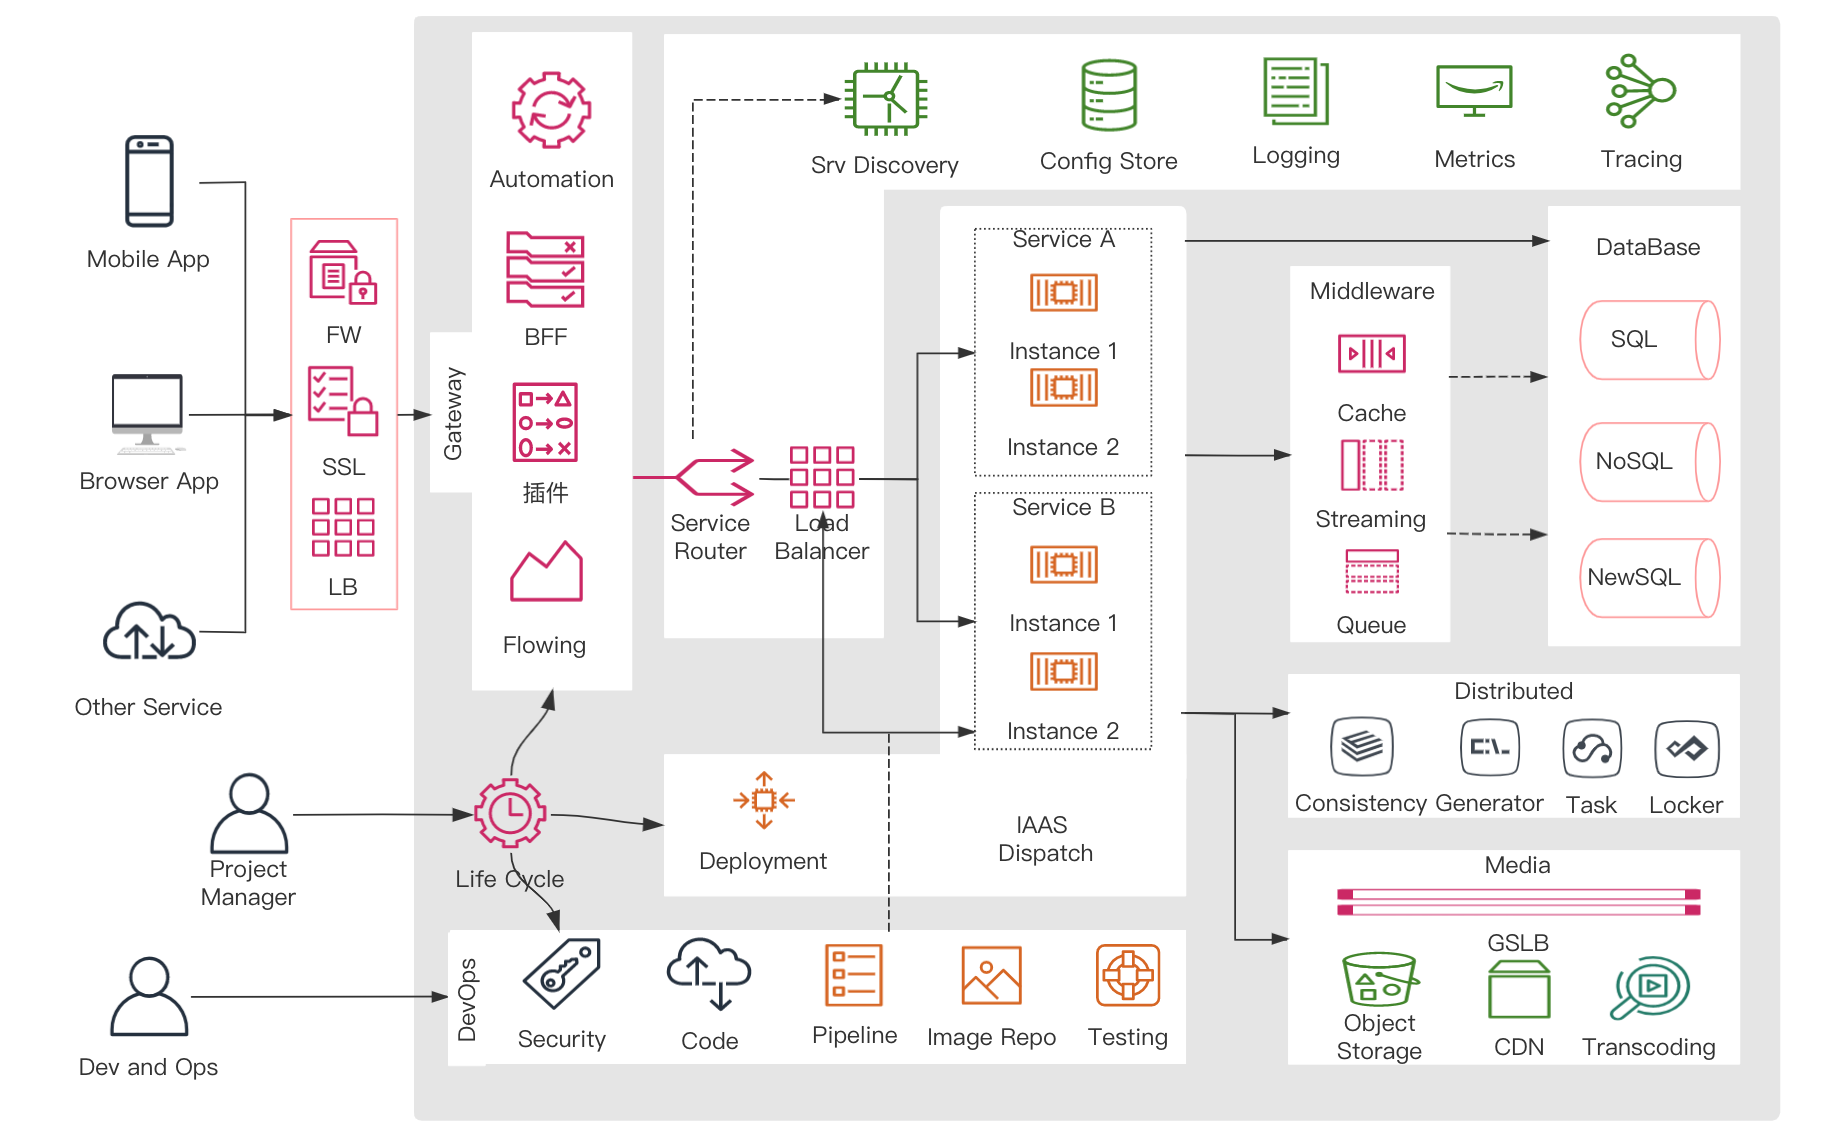 Mobile App
Browser App
Other Service
Project
Manager
Dev and Ops
FW
SSL
LB
Gateway
Automation
BFF
插件
Flowing
Life Cycle
Srv Discovery
Config Store
Logging
Metrics
Tracing
Service
Router
Load
Balancer
Service A
Instance 1
Instance 2
Service B
Instance 1
Instance 2
IAAS
Dispatch
Deployment
Middleware
Cache
Streaming
Queue
DataBase
SQL
NoSQL
NewSQL
Distributed
Consistency
Generator
C:\_
Task
Locker
Media
GSLB
Object
Storage
CDN
Transcoding
DevOps
Security
Code
Pipeline
Image Repo
Testing